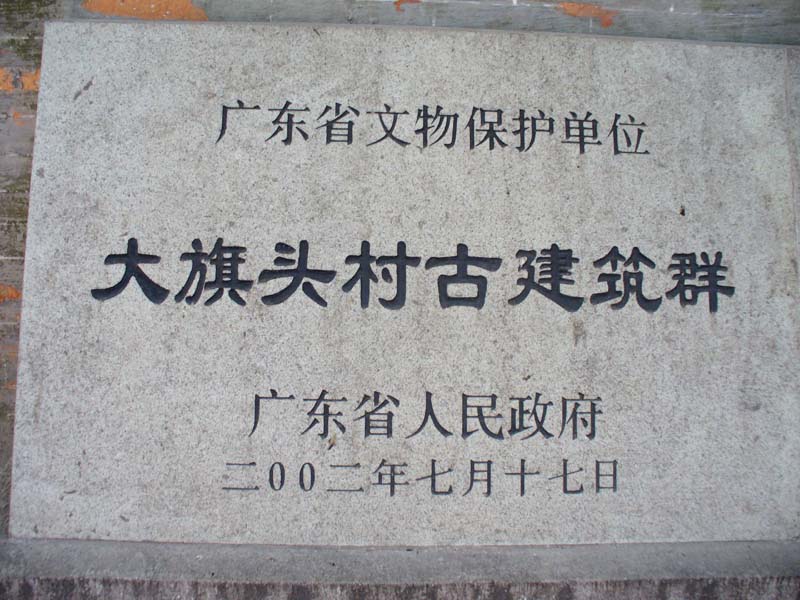 广东省文物保护单位
大旗头村古建筑群
广东省人民政府
二00二年七月十七日